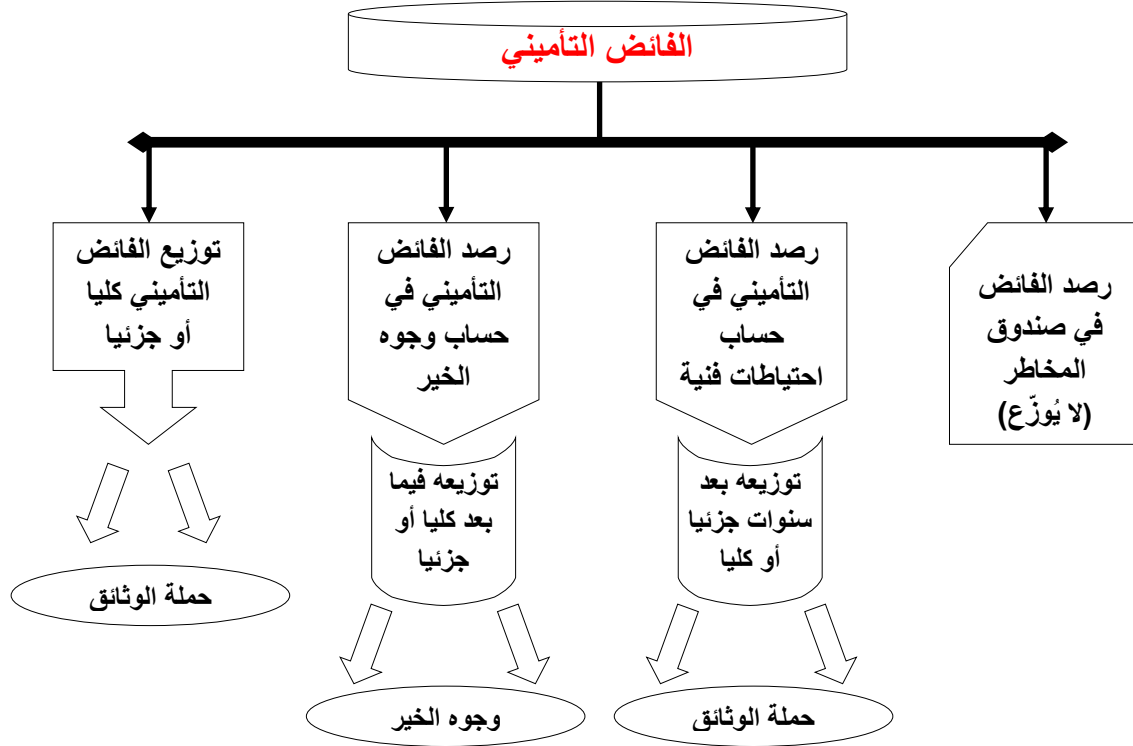 الفائض التأميني
رصد الفائض
في صندوق
المخاطر
(لا يُوزّع)
رصد الفائض
التأميني في
حساب
احتياطات فنية
رصد الفائض
التأميني في
حساب وجوه
الخير
توزيع الفائض
التأميني كليا
أو جزئيا
توزيعه بعد
سنوات جزئيا
أو كليا
توزيعه فيما
بعد كليا أو
جزئيا
حملة الوثائق
وجوه الخير
حملة الوثائق